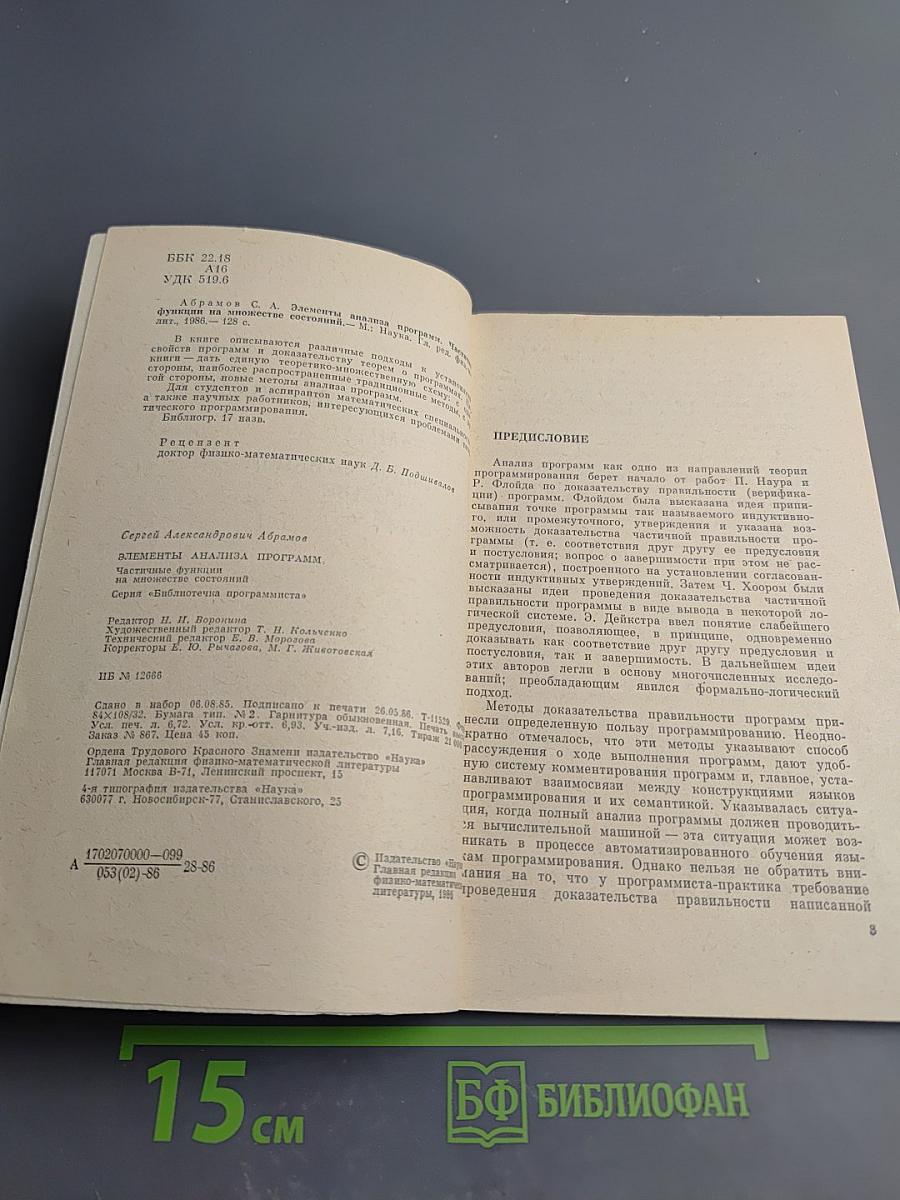 ББК 22.18
А16
УДК 519.6
Абрамов С. А. Элементы анализа программ.
функции на множестве состояний.— М.: Наука. Гл. ред.
лит., 1986.— 128 с.
В книге описываются различные подходы к
свойств программ и доказательству теорем о программах.
книги — дать единую теоретико-множественную схему: с
стороны, наиболее распространенные традиционные методы, с
гой стороны, новые методы анализа программ.
Для студентов и аспирантов математических
а также научных работников, интересующихся проблемами
тического программирования.
Библиогр. 17 назв.
Рецензент
доктор физико-математических наук Д. Б. Подшивалов
Сергей Александрович Абрамов
ЭЛЕМЕНТЫ АНАЛИЗА ПРОГРАММ,
Частичные функции
на множестве состояний
Серия «Библиотечка программиста»
Редактор Н. Н. Воронина
Художественный редактор Т. Н. Кольченко
Технический редактор Е. В. Морозова
Корректоры Е. Ю. Рычагова, М. Г. Животовская
ИБ № 12666
Сдано в набор 06.08.85. Подписано к печати 26.05.86. Т-11529.
84×108/32. Бумага тип. № 2. Гарнитура обыкновенная. Печать
Усл. печ. л. 6,72. Усл. кр.-отт. 6,93. Уч.-изд. л. 7,16. Тираж 21 000
Заказ № 867. Цена 45 коп.
Ордена Трудового Красного Знамени издательство «Наука»
Главная редакция физико-математической литературы
117071 Москва В-71, Ленинский проспект, 15
4-я типография издательства «Наука»
630077 г. Новосибирск-77, Станиславского, 25
А 1702070000—099
053(02)-86 28-86
© Издательство
Главная редакция
литературы, 1986
ПРЕДИСЛОВИЕ
Анализ программ как одно из направлений теории
программирования берет начало от работ П. Наура и
Р. Флойда по доказательству правильности (верифика-
ции) программ. Флойдом была высказана идея припи-
сывания точке программы так называемого индуктивно-
го, или промежуточного, утверждения и указана воз-
можность доказательства частичной правильности про-
граммы (т. е. соответствия друг другу ее предусловия
и постусловия; вопрос о завершимости при этом не рас-
сматривается), построенного на установлении согласован-
ности индуктивных утверждений. Затем Ч. Хоором были
высказаны идеи проведения доказательства частичной
правильности программы в виде вывода в некоторой ло-
гической системе. Э. Дейкстра ввел понятие слабейшего
предусловия, позволяющее, в принципе, одновременно
доказывать как соответствие друг другу предусловия и
постусловия, так и завершимость. В дальнейшем идеи
этих авторов легли в основу многочисленных исследо-
ваний; преобладающим явился формально-логический
подход.
Методы доказательства правильности программ при-
несли определенную пользу программированию. Неодно-
кратно отмечалось, что эти методы указывают способ
рассуждения о ходе выполнения программ, дают удоб-
ную систему комментирования программ и, главное, уста-
навливают взаимосвязи между конструкциями языков
программирования и их семантикой. Указывалась ситуа-
ция, когда полный анализ программы должен проводить-
ся вычислительной машиной — эта ситуация может воз-
никать в процессе автоматизированного обучения язы-
кам программирования. Однако нельзя не обратить вни-
мания на то, что у программиста-практика требование
проведения доказательства правильности написанной
3
15 см
БФ БИБЛИОФАН